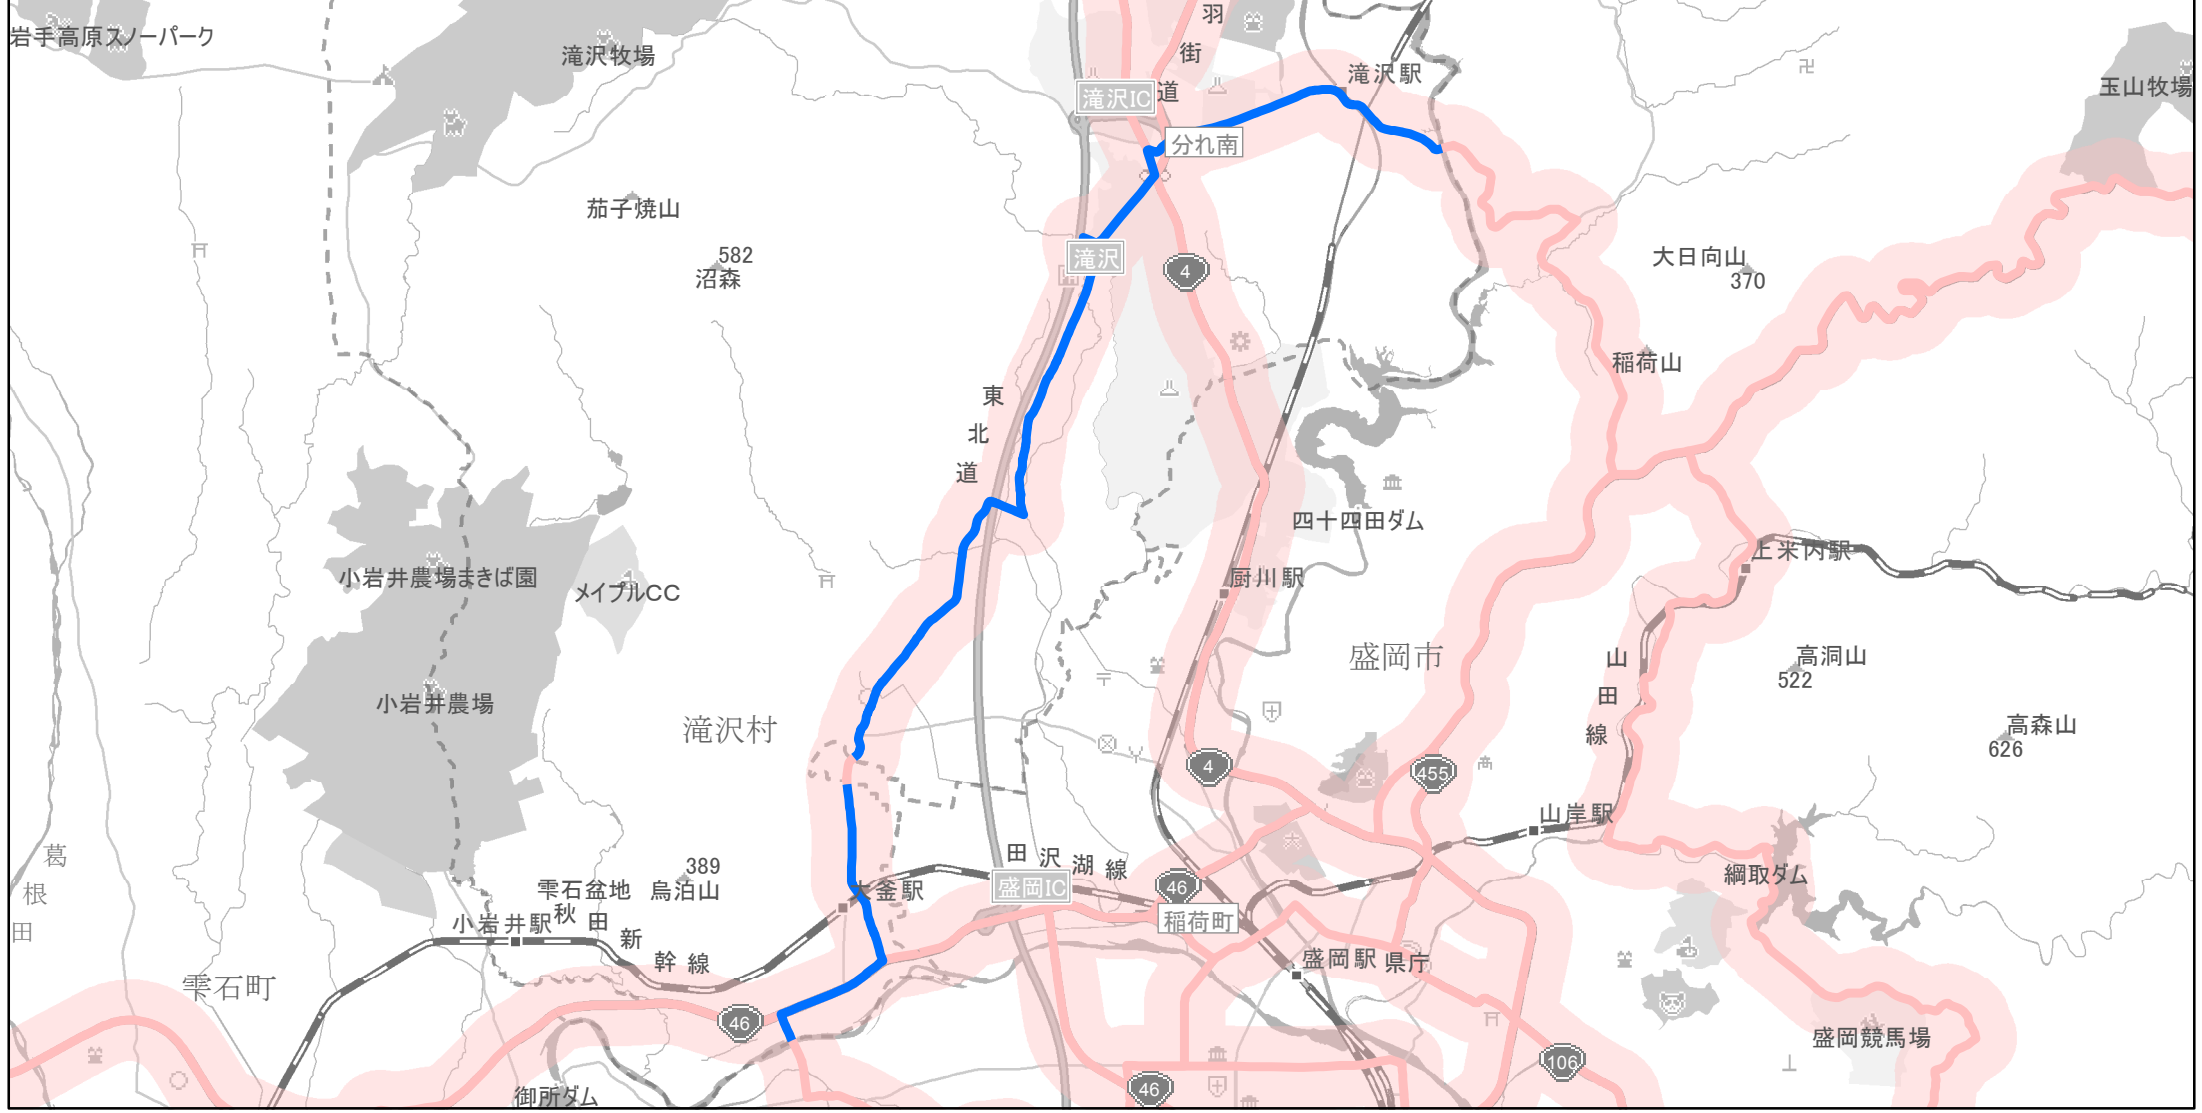 岩手高原スノーパーク
滝沢牧場
羽街道
滝沢駅
玉山牧場
滝沢IC
分れ南
茄子焼山
582
沼森
滝沢
4
大日向山
370
稲荷山
東北道
四十四田ダム
上米内駅
小岩井農場まきば園
メイプルCC
厨川駅
盛岡市
山田線
高洞山
522
小岩井農場
滝沢村
高森山
626
4
455
山岸駅
葛根田
389
烏泊山
雫石盆地
大釜駅
田沢湖線
盛岡IC
46
稲荷町
綱取ダム
小岩井駅
秋田新幹線
盛岡駅
県庁
雫石町
46
盛岡競馬場
106
46
御所ダム